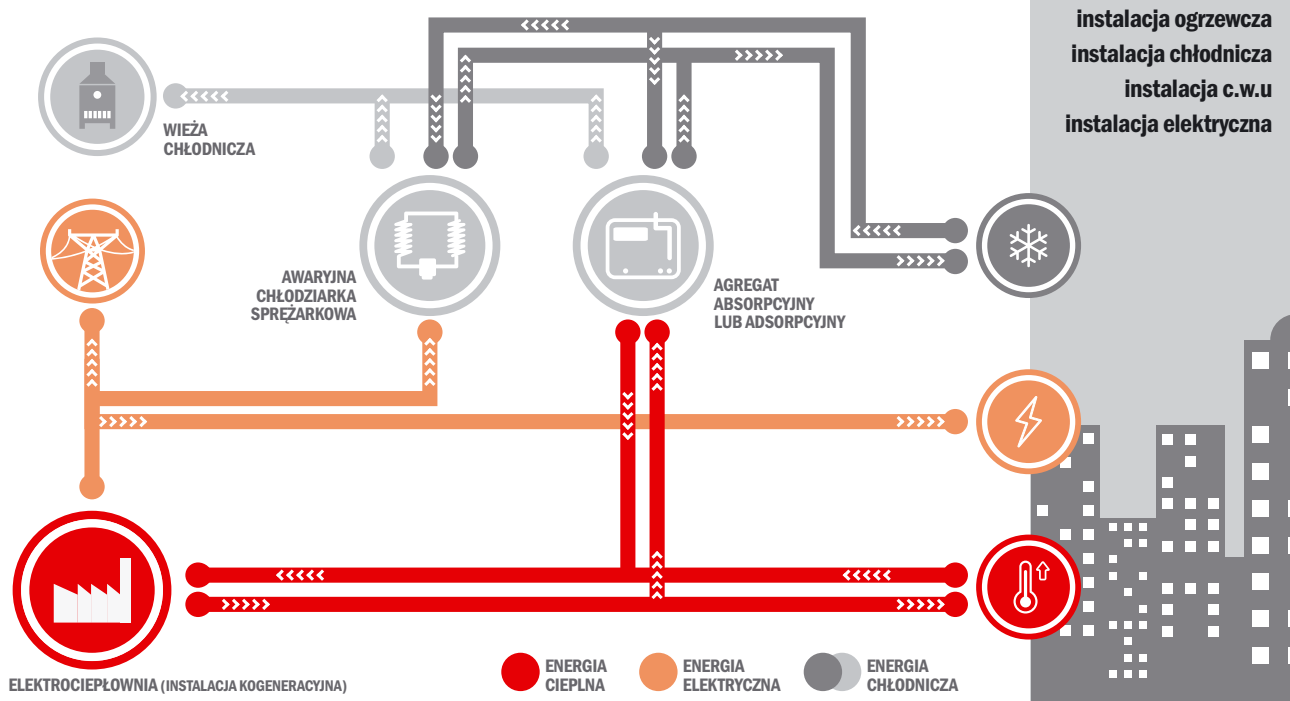 instalacja ogrzewcza
instalacja chłodnicza
instalacja c.w.u
instalacja elektryczna
WIEŻA
CHŁODNICZA
AWARYJNA
CHŁODZIARKA
SPRĘŻARKOWA
AGREGAT
ABSORPCYJNY
LUB ADSORPCYJNY
ELEKTROCIEPŁOWNIA (INSTALACJA KOGENERACYJNA)
ENERGIA
CIEPLNA
ENERGIA
ELEKTRYCZNA
ENERGIA
CHŁODNICZA